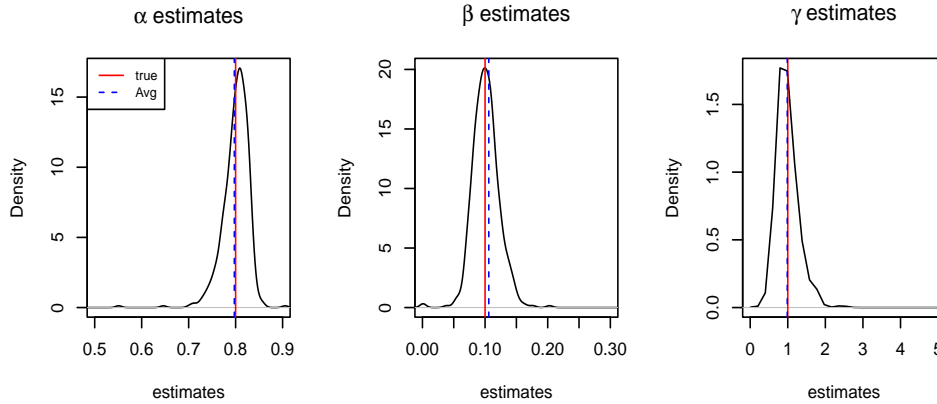 α estimates
Density
0 5 10 15
true
Avg
0.5 0.6 0.7 0.8 0.9
estimates
β estimates
Density
0 5 10 15 20
0.00 0.10 0.20 0.30
estimates
γ estimates
Density
0.0 0.5 1.0 1.5
0 1 2 3 4 5
estimates